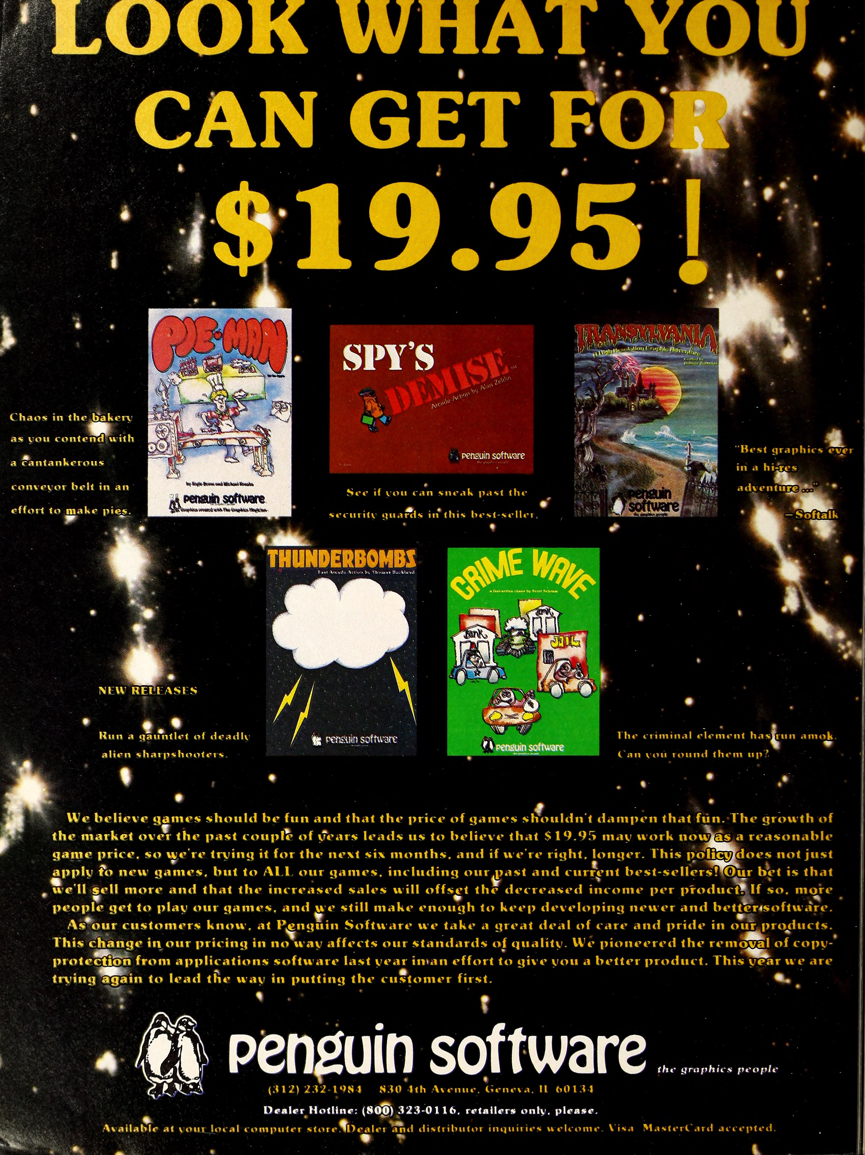 LOOK WHAT YOU
CAN GET FOR
$19.95!
PIE-MAN
penguin software
Graphics created with The Graphics Magician
Chaos in the bakery
as you contend with
a cantankerous
conveyor belt in an
effort to make pies.
SPY'S
DEMISE
Arcade Action by Alan Zeldin
penguin software
See if you can sneak past the
security guards in this best-seller.
TRANSYLVANIA
penguin
software
"Best graphics ever
in a hi-res
adventure ..."
– Softalk
THUNDERBOMBS
penguin software
NEW RELEASES
Run a gauntlet of deadly
alien sharpshooters.
CRIME WAVE
BANK
BANK
JAIL
penguin software
The criminal element has run amok.
Can you round them up?
We believe games should be fun and that the price of games shouldn't dampen that fun. The growth of
the market over the past couple of years leads us to believe that $19.95 may work now as a reasonable
game price, so we're trying it for the next six months, and if we're right, longer. This policy does not just
apply to new games, but to ALL our games, including our past and current best-sellers! Our bet is that
we'll sell more and that the increased sales will offset the decreased income per product. If so, more
people get to play our games, and we still make enough to keep developing newer and better software.
As our customers know, at Penguin Software we take a great deal of care and pride in our products.
This change in our pricing in no way affects our standards of quality. We pioneered the removal of copy-
protection from applications software last year in an effort to give you a better product. This year we are
trying again to lead the way in putting the customer first.
penguin software the graphics people
(312) 232-1984 830 4th Avenue, Geneva, IL 60134
Dealer Hotline: (800) 323-0116, retailers only, please.
Available at your local computer store. Dealer and distributor inquiries welcome. Visa MasterCard accepted.